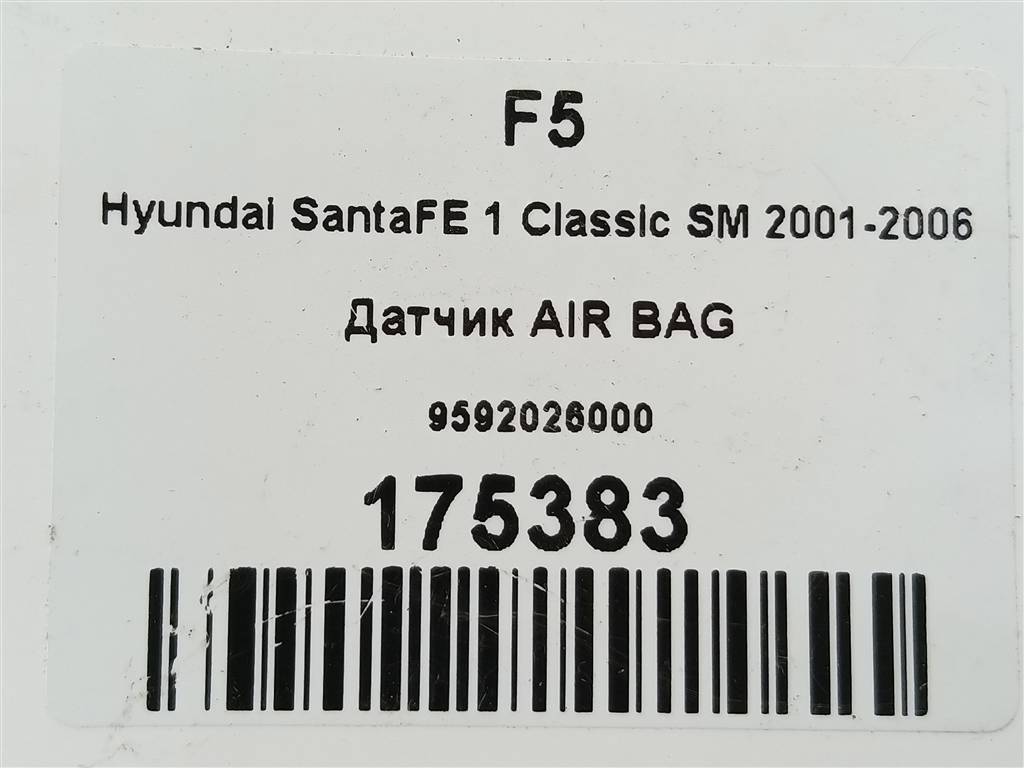 F5
Hyundai SantaFE 1 Classic SM 2001-2006
Датчик AIR BAG
9592026000
175383